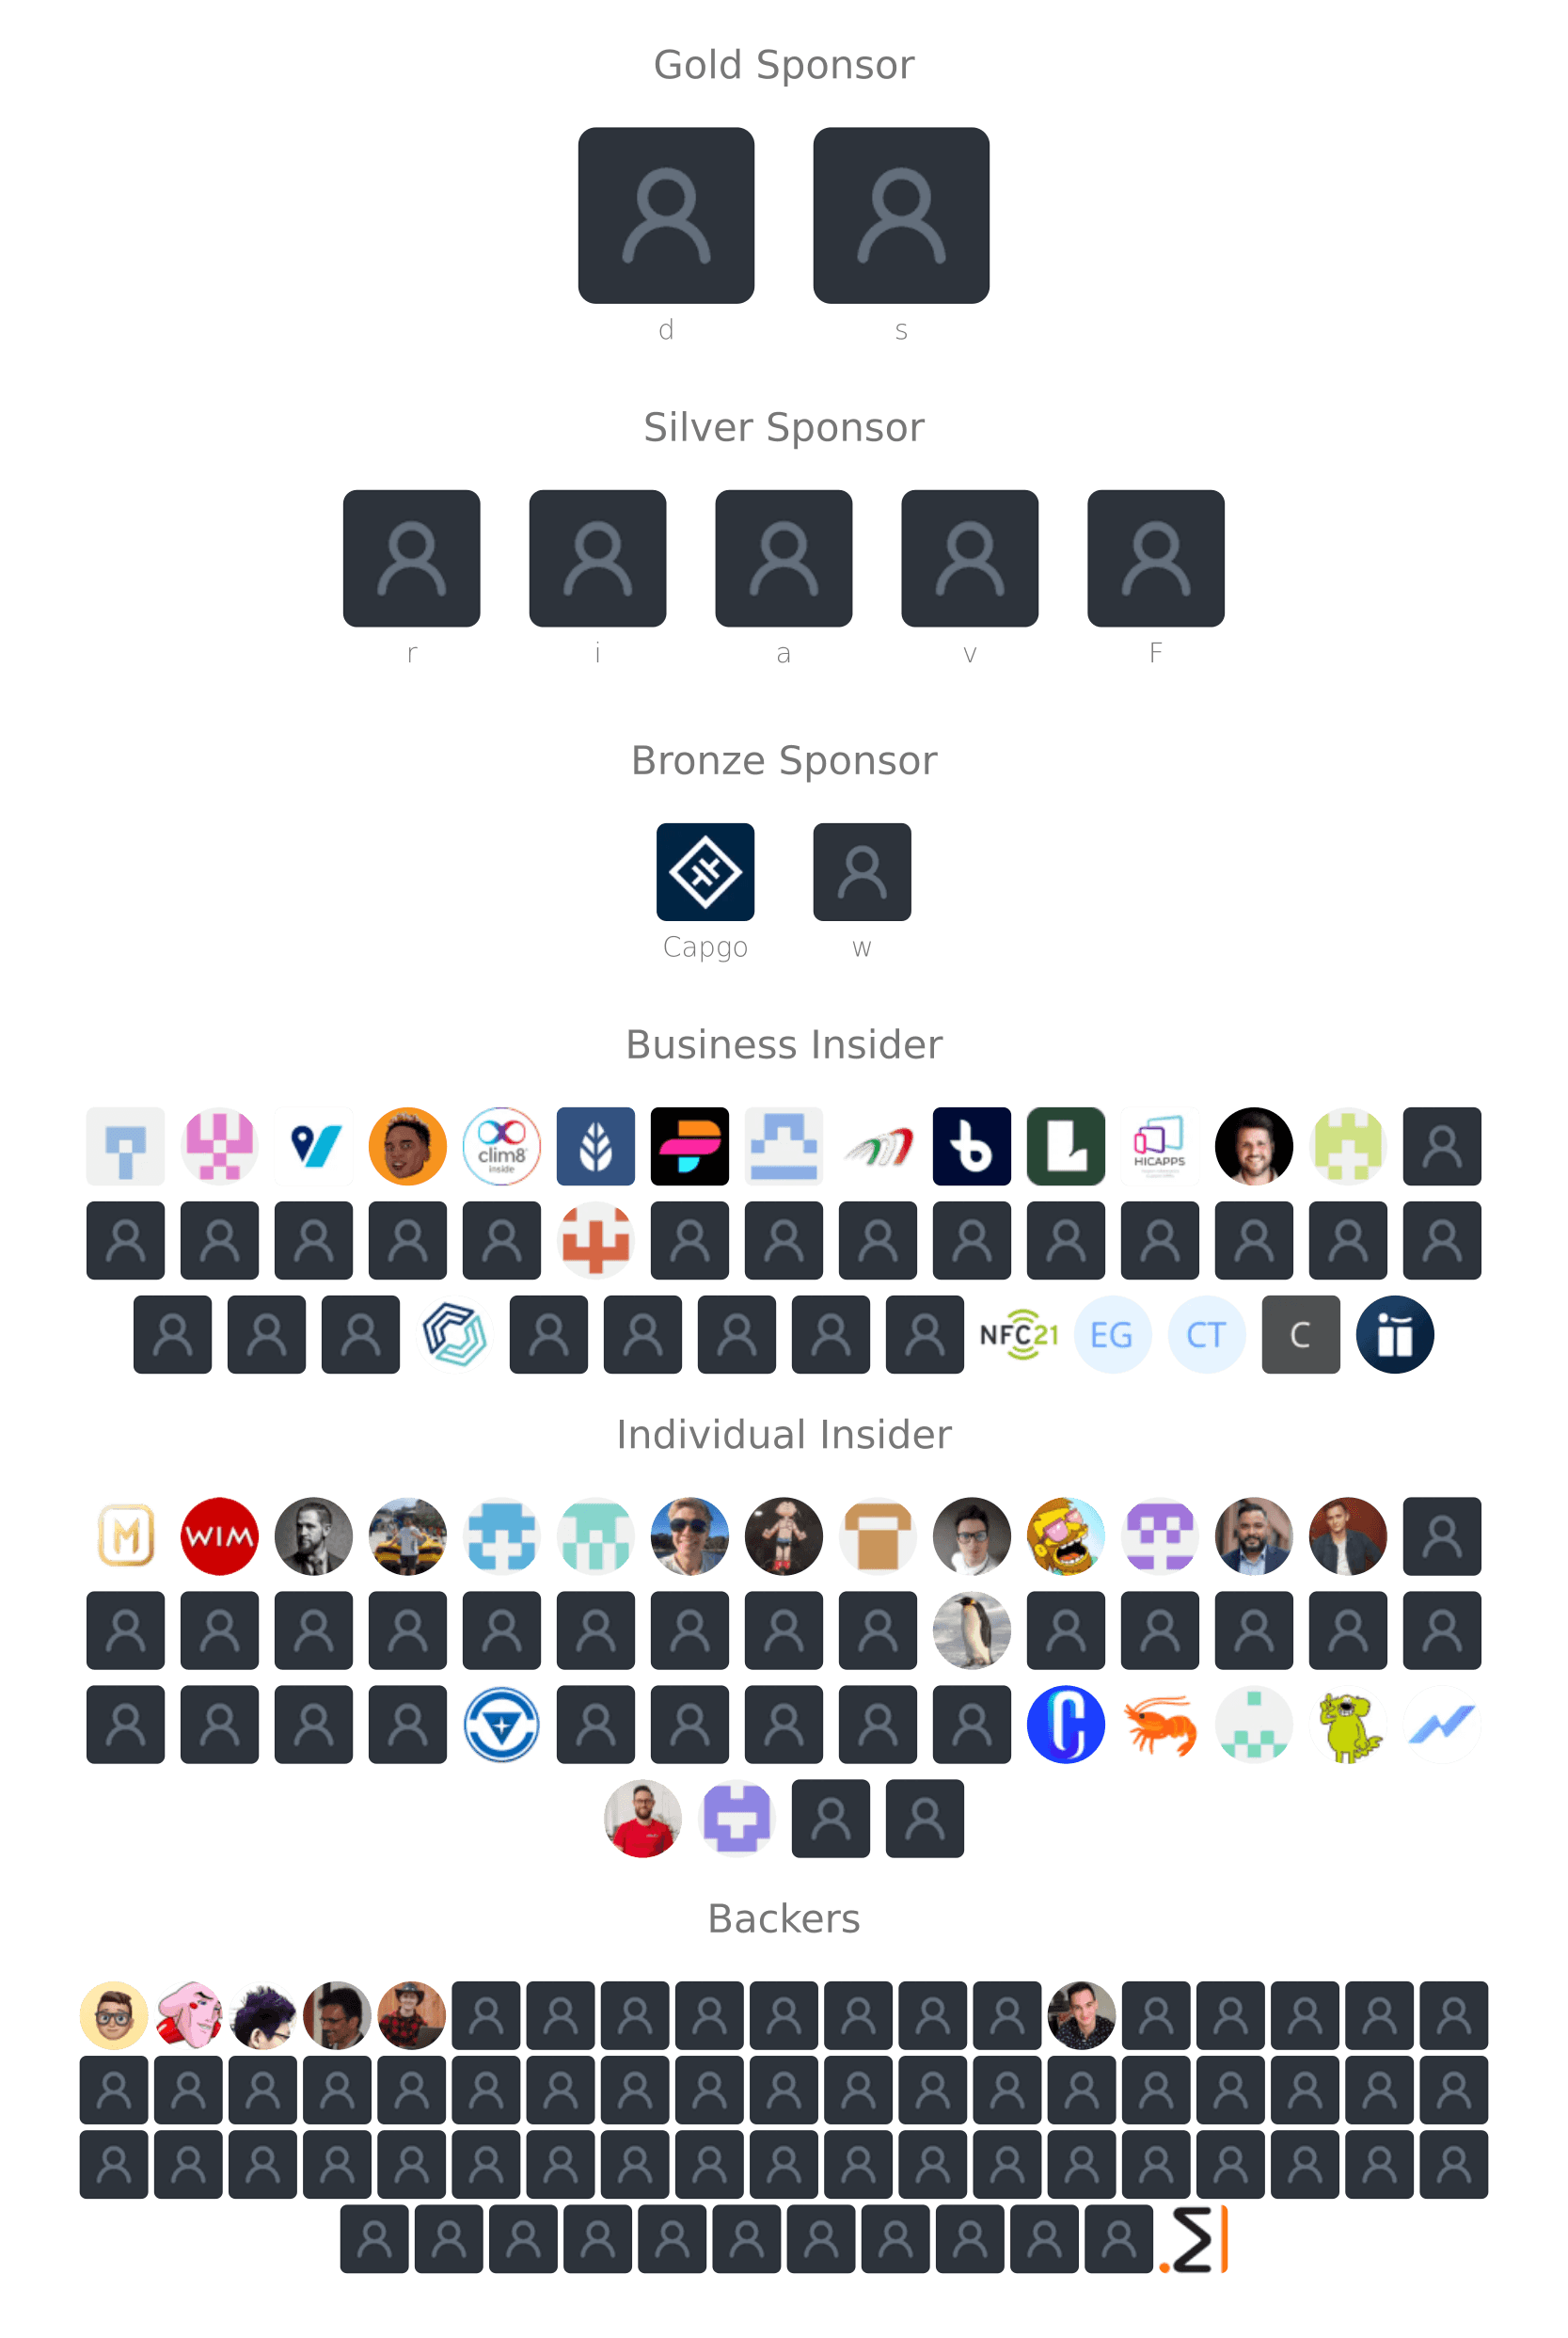 Gold Sponsor
d s
Silver Sponsor
r i a v F
Bronze Sponsor
Capgo w
Business Insider
clim8
inside
HICAPPS
NFC21 EG CT C
Individual Insider
M WIM
Backers